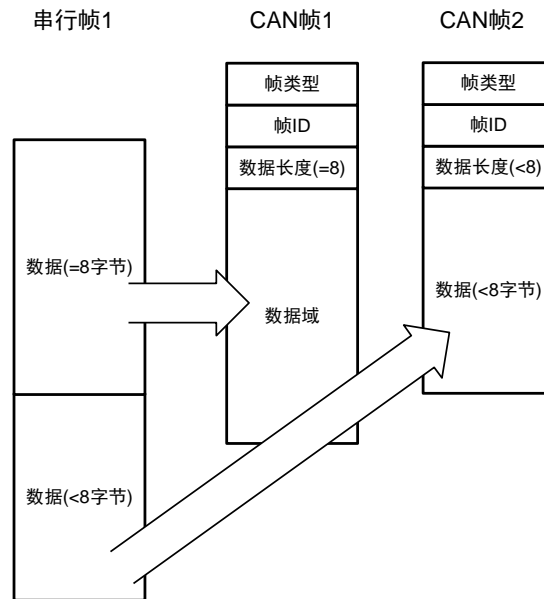 串行帧1
CAN帧1
CAN帧2
帧类型
帧类型
帧ID
帧ID
数据长度(=8)
数据长度(<8)
数据(=8字节)
数据域
数据(<8字节)
数据(<8字节)